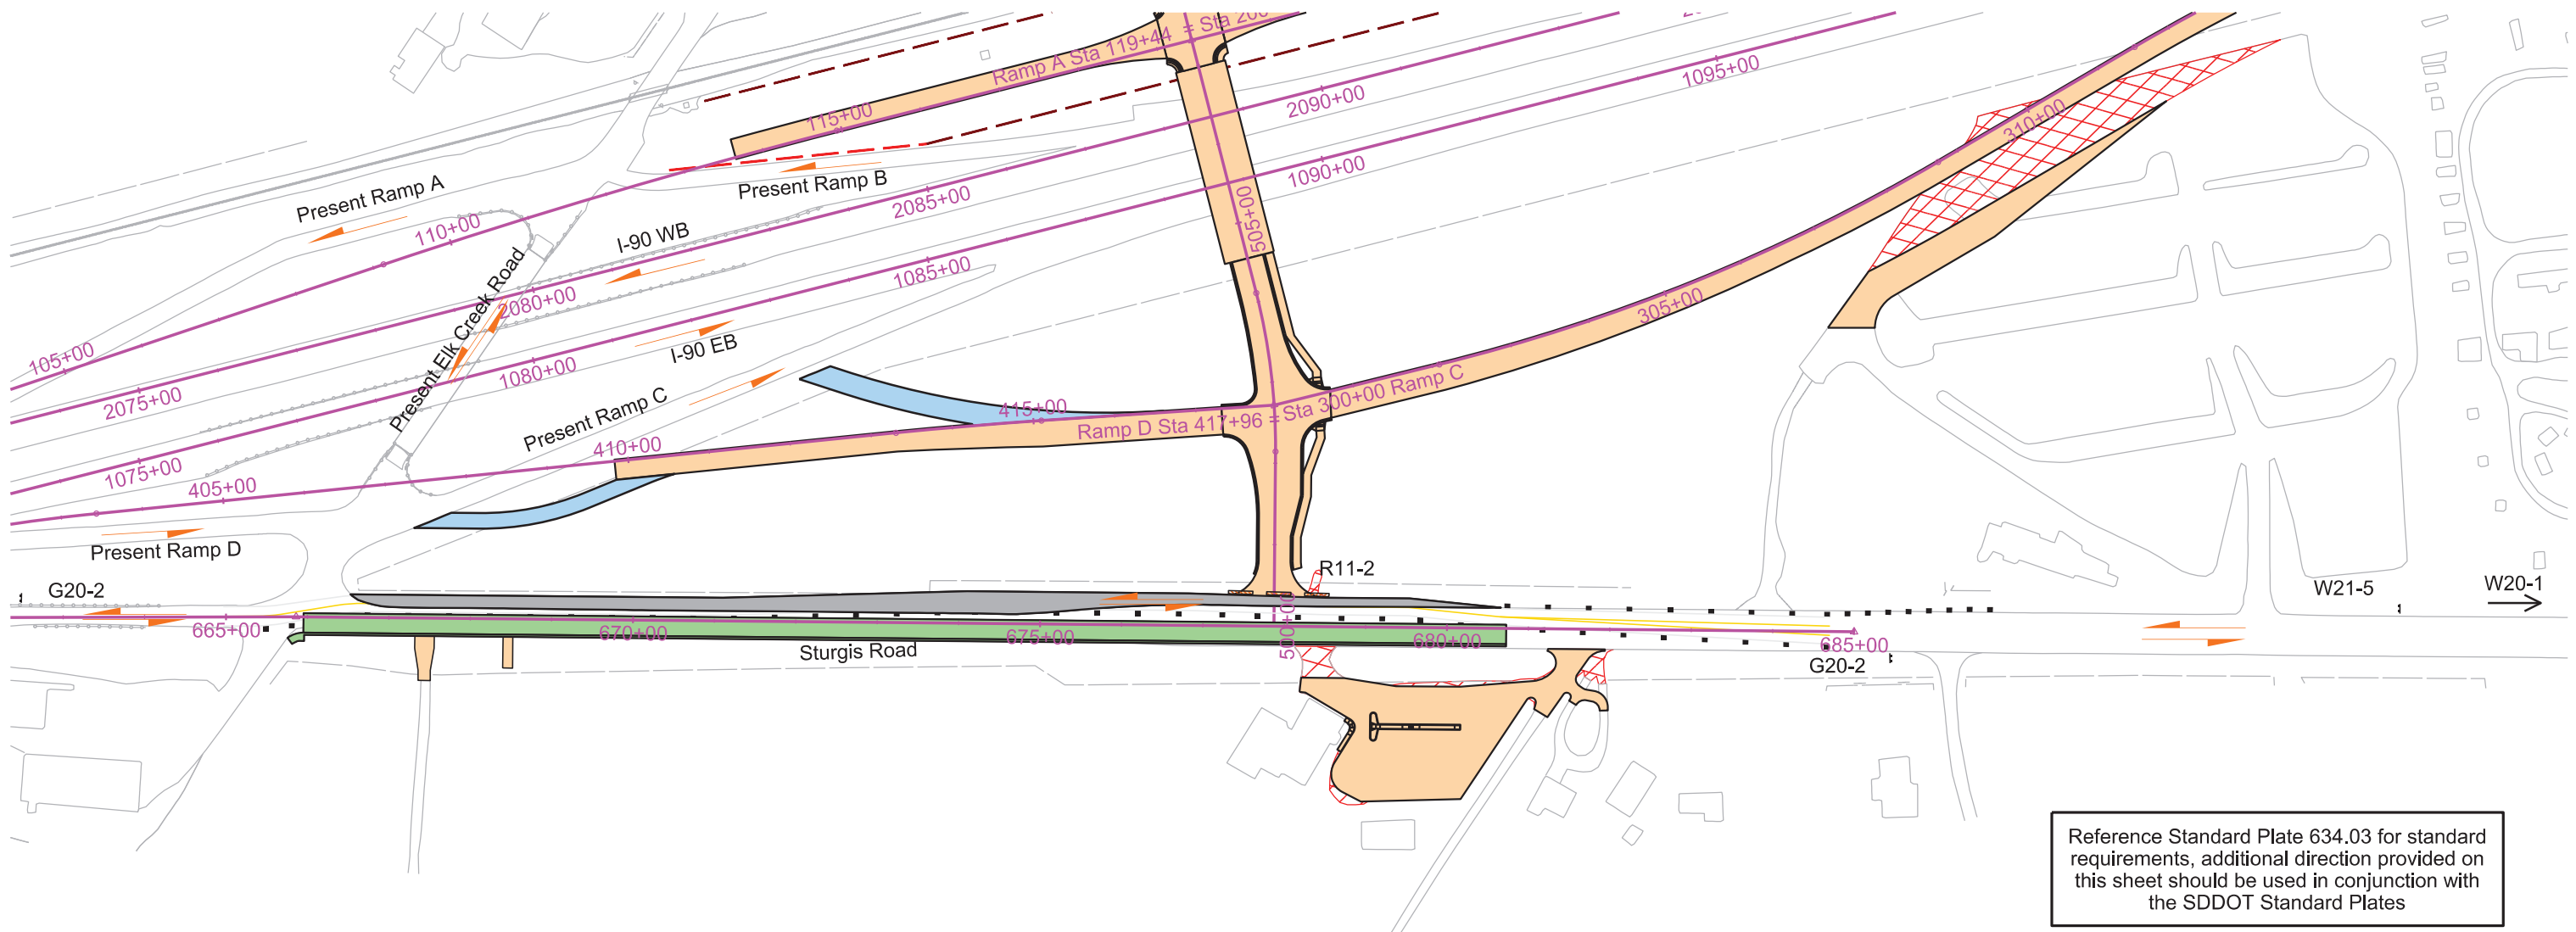 Ramp A Sta 119+44 = Sta 200
115+00
2090+00
1095+00
310+00
Present Ramp A
Present Ramp B
110+00
2085+00
1090+00
505+00
I-90 WB
Present Elk Creek Road
2080+00
1085+00
305+00
105+00
I-90 EB
2075+00
1080+00
Present Ramp C
415+00
Ramp D Sta 417+96 = Sta 300+00 Ramp C
410+00
1075+00
405+00
Present Ramp D
R11-2
G20-2
W21-5
W20-1
665+00
670+00
675+00
500+00
680+00
685+00
Sturgis Road
G20-2
Reference Standard Plate 634.03 for standard
requirements, additional direction provided on
this sheet should be used in conjunction with
the SDDOT Standard Plates